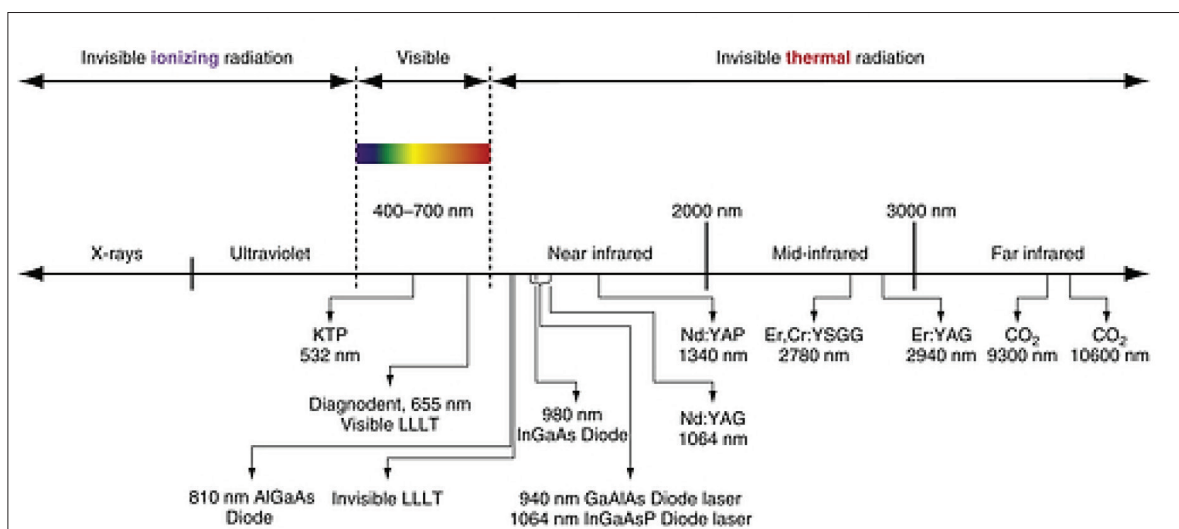 Invisible ionizing radiation
Visible
Invisible thermal radiation
400–700 nm
2000 nm
3000 nm
X-rays
Ultraviolet
Near infrared
Mid-infrared
Far infrared
KTP
532 nm
Nd:YAP
1340 nm
Er,Cr:YSGG
2780 nm
Er:YAG
2940 nm
CO2
9300 nm
CO2
10600 nm
Diagnodent, 655 nm
Visible LLLT
980 nm
InGaAs Diode
Nd:YAG
1064 nm
810 nm AlGaAs
Diode
Invisible LLLT
940 nm GaAlAs Diode laser
1064 nm InGaAsP Diode laser